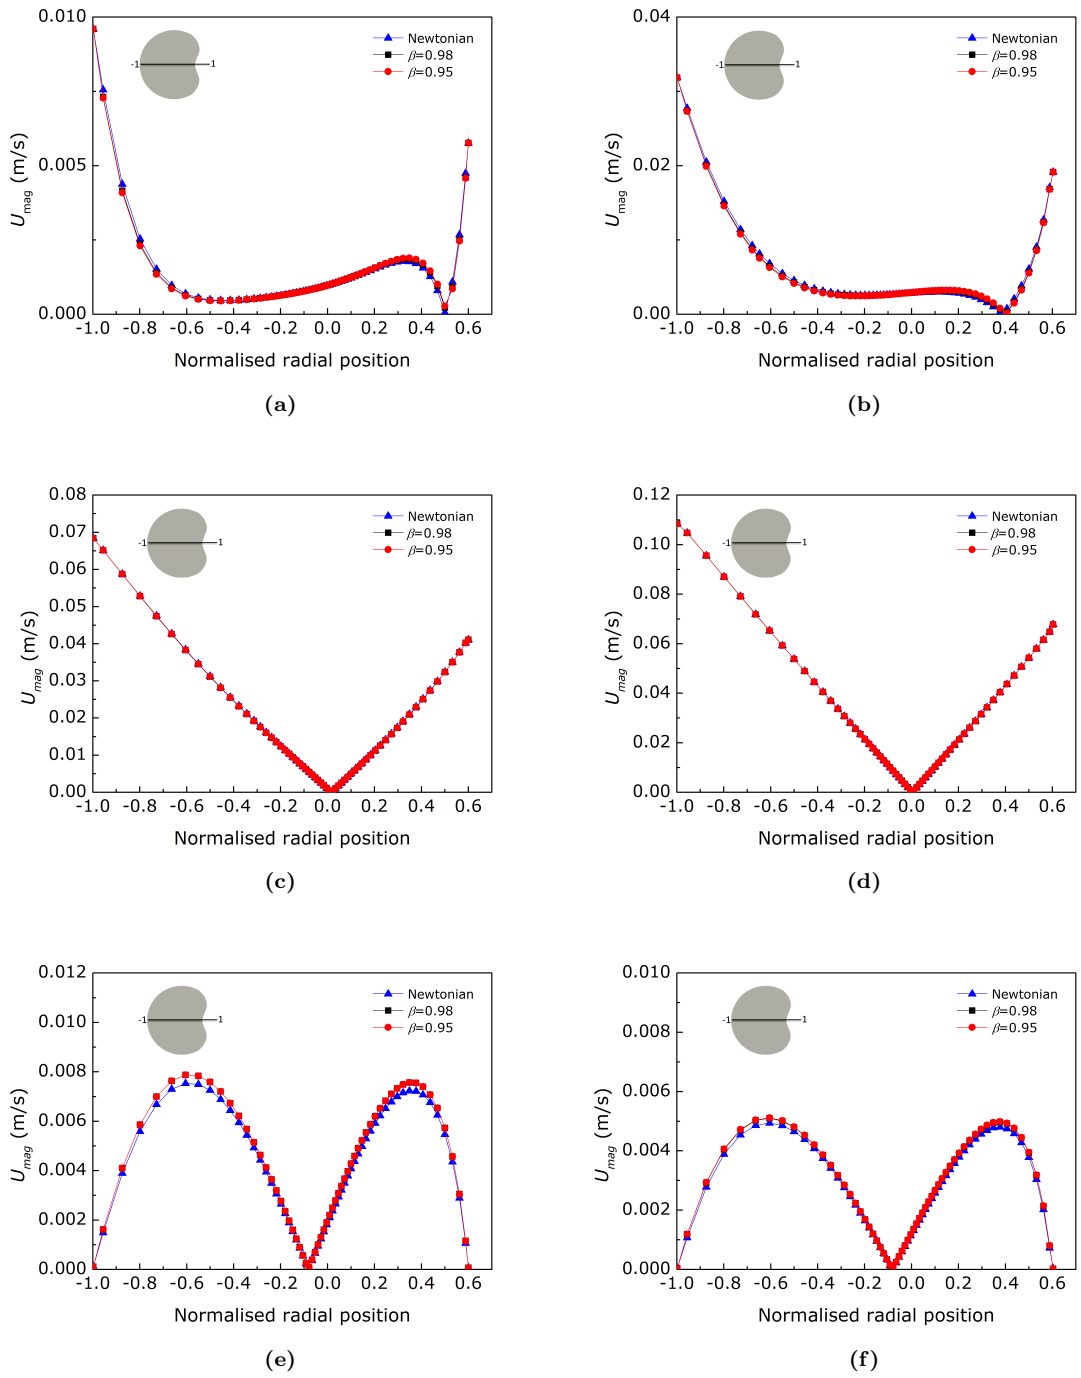 0.010
0.005
0.000
U_mag (m/s)
-1.0 -0.8 -0.6 -0.4 -0.2 0.0 0.2 0.4 0.6
Normalised radial position
-1 1
Newtonian
β=0.98
β=0.95
(a)
0.04
0.02
0.00
U_mag (m/s)
-1.0 -0.8 -0.6 -0.4 -0.2 0.0 0.2 0.4 0.6
Normalised radial position
-1 1
Newtonian
β=0.98
β=0.95
(b)
0.08
0.07
0.06
0.05
0.04
0.03
0.02
0.01
0.00
U_mag (m/s)
-1.0 -0.8 -0.6 -0.4 -0.2 0.0 0.2 0.4 0.6
Normalised radial position
-1 1
Newtonian
β=0.98
β=0.95
(c)
0.12
0.10
0.08
0.06
0.04
0.02
0.00
U_mag (m/s)
-1.0 -0.8 -0.6 -0.4 -0.2 0.0 0.2 0.4 0.6
Normalised radial position
-1 1
Newtonian
β=0.98
β=0.95
(d)
0.012
0.010
0.008
0.006
0.004
0.002
0.000
U_mag (m/s)
-1.0 -0.8 -0.6 -0.4 -0.2 0.0 0.2 0.4 0.6
Normalised radial position
-1 1
Newtonian
β=0.98
β=0.95
(e)
0.010
0.008
0.006
0.004
0.002
0.000
U_mag (m/s)
-1.0 -0.8 -0.6 -0.4 -0.2 0.0 0.2 0.4 0.6
Normalised radial position
-1 1
Newtonian
β=0.98
β=0.95
(f)